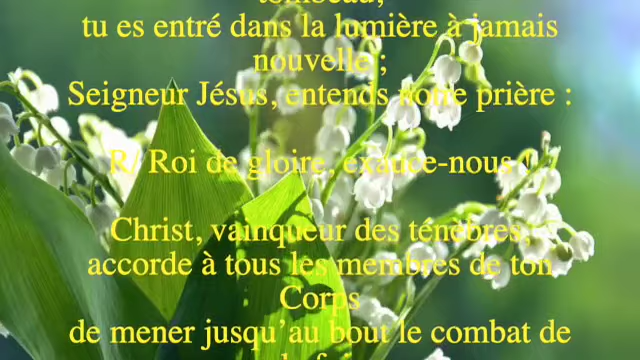 tombeau,
tu es entré dans la lumière à jamais
nouvelle ;
Seigneur Jésus, entends notre prière :
R/ Roi de gloire, exauce-nous !
Christ, vainqueur des ténèbres,
accorde à tous les membres de ton
Corps
de mener jusqu’au bout le combat de